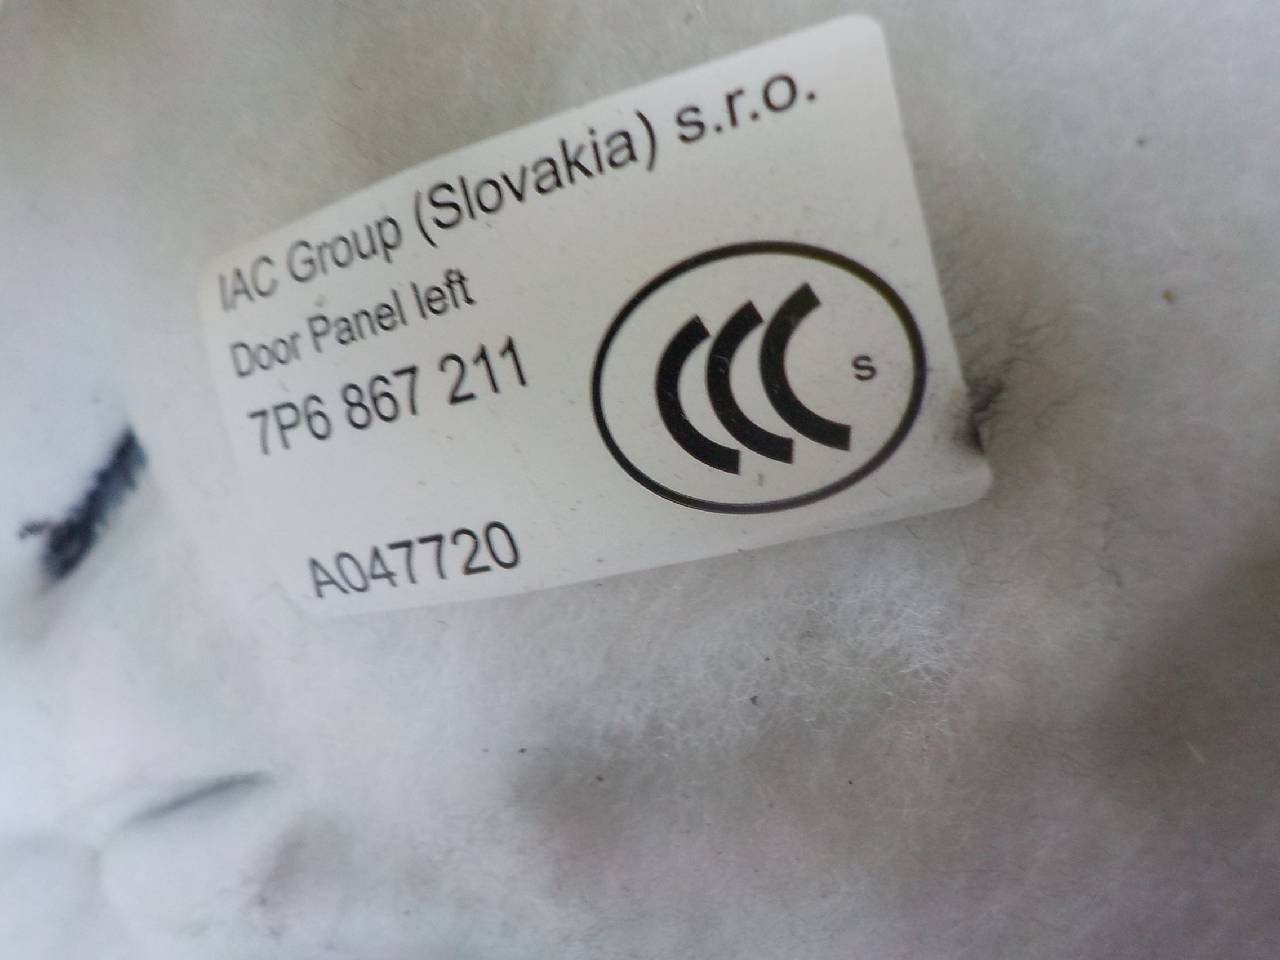 IAC Group (Slovakia) s.r.o.
Door Panel left
7P6 867 211
CCC S
A047720